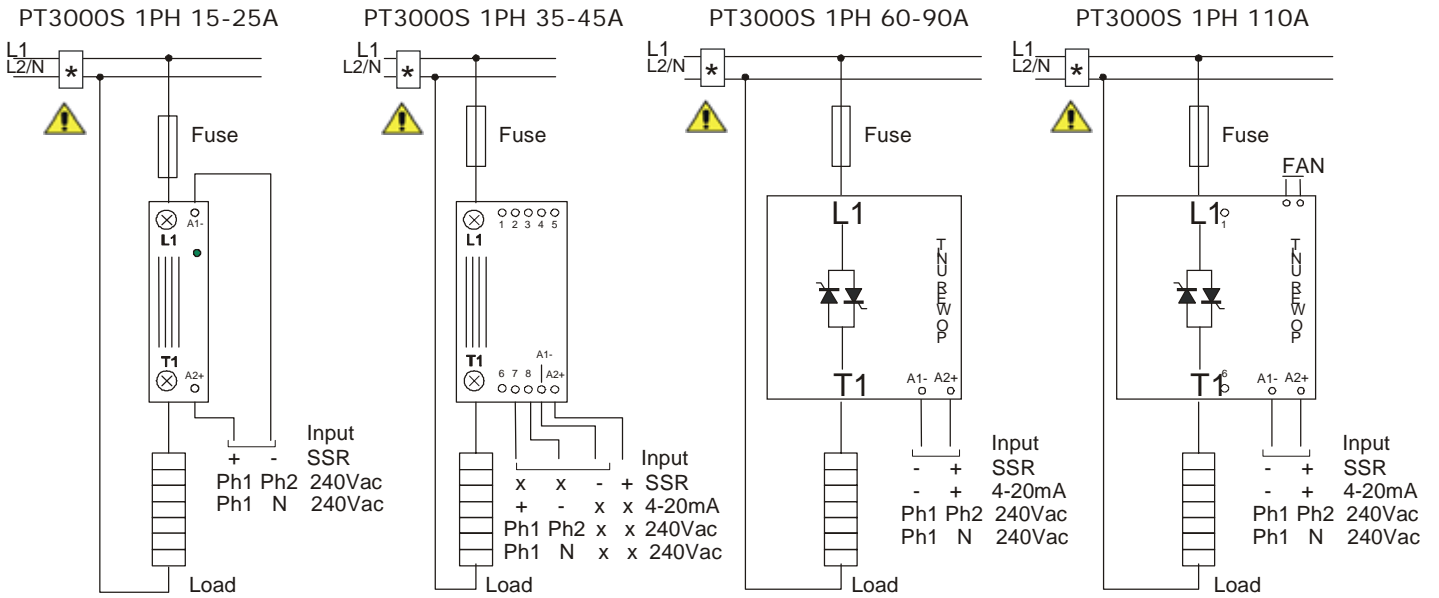 PT3000S 1PH 15-25A
L1
L2/N
*
Fuse
A1-
L1
T1
A2+
Input
+ - SSR
Ph1 Ph2 240Vac
Ph1 N 240Vac
Load
PT3000S 1PH 35-45A
L1
L2/N
*
Fuse
1 2 3 4 5
L1
T1
A1-
6 7 8 A2+
Input
x x - + SSR
+ - x x 4-20mA
Ph1 Ph2 x x 240Vac
Ph1 N x x 240Vac
Load
PT3000S 1PH 60-90A
L1
L2/N
*
Fuse
L1
POWER UNIT
T1
A1- A2+
Input
- + SSR
- + 4-20mA
Ph1 Ph2 240Vac
Ph1 N 240Vac
Load
PT3000S 1PH 110A
L1
L2/N
*
Fuse
FAN
L1
1
POWER UNIT
T1
6
A1- A2+
Input
- + SSR
- + 4-20mA
Ph1 Ph2 240Vac
Ph1 N 240Vac
Load